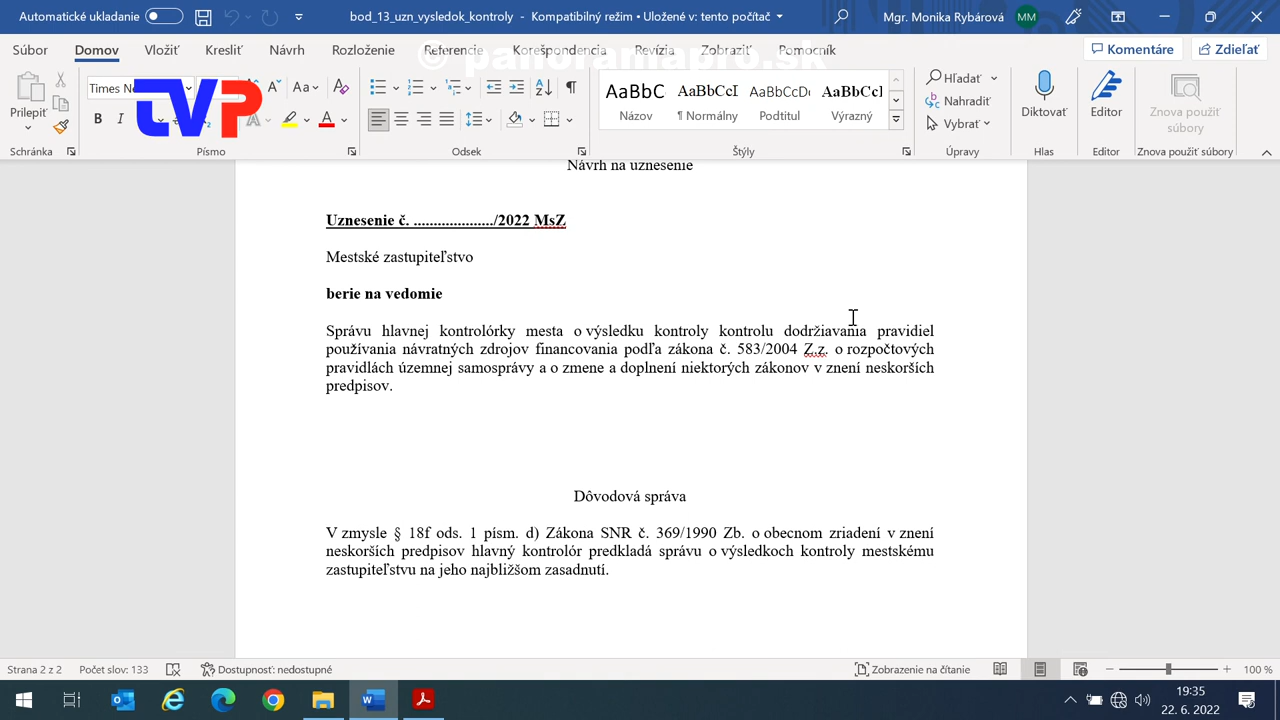 Automatické ukladanie
bod_13_uzn_vysledok_kontroly - Kompatibilný režim • Uložené v: tento počítač
Mgr. Monika Rybárová
MM
Súbor Domov Vložiť Kresliť Návrh Rozloženie Referencie Korešpondencia Revízia Zobraziť Pomocník
Komentáre
Zdieľať
© panoramapro.sk
Prilepiť
Times Ne
TVP
B I
Aa
A
AaBbC AaBbCcI AaBbCcD AaBbCcI
Názov ¶ Normálny Podtitul Výrazný
Hľadať
Nahradiť
Vybrať
Diktovať
Editor
Znova použiť
súbory
Schránka Písmo Odsek Štýly Úpravy Hlas Editor Znova použiť súbory
Návrh na uznesenie
Uznesenie č. ..................../2022 MsZ
Mestské zastupiteľstvo
berie na vedomie
Správu hlavnej kontrolórky mesta o výsledku kontroly kontrolu dodržiavania pravidiel
používania návratných zdrojov financovania podľa zákona č. 583/2004 Z.z. o rozpočtových
pravidlách územnej samosprávy a o zmene a doplnení niektorých zákonov v znení neskorších
predpisov.
Dôvodová správa
V zmysle § 18f ods. 1 písm. d) Zákona SNR č. 369/1990 Zb. o obecnom zriadení v znení
neskorších predpisov hlavný kontrolór predkladá správu o výsledkoch kontroly mestskému
zastupiteľstvu na jeho najbližšom zasadnutí.
Strana 2 z 2 Počet slov: 133 Dostupnosť: nedostupné
Zobrazenie na čítanie
100 %
19:35
22. 6. 2022